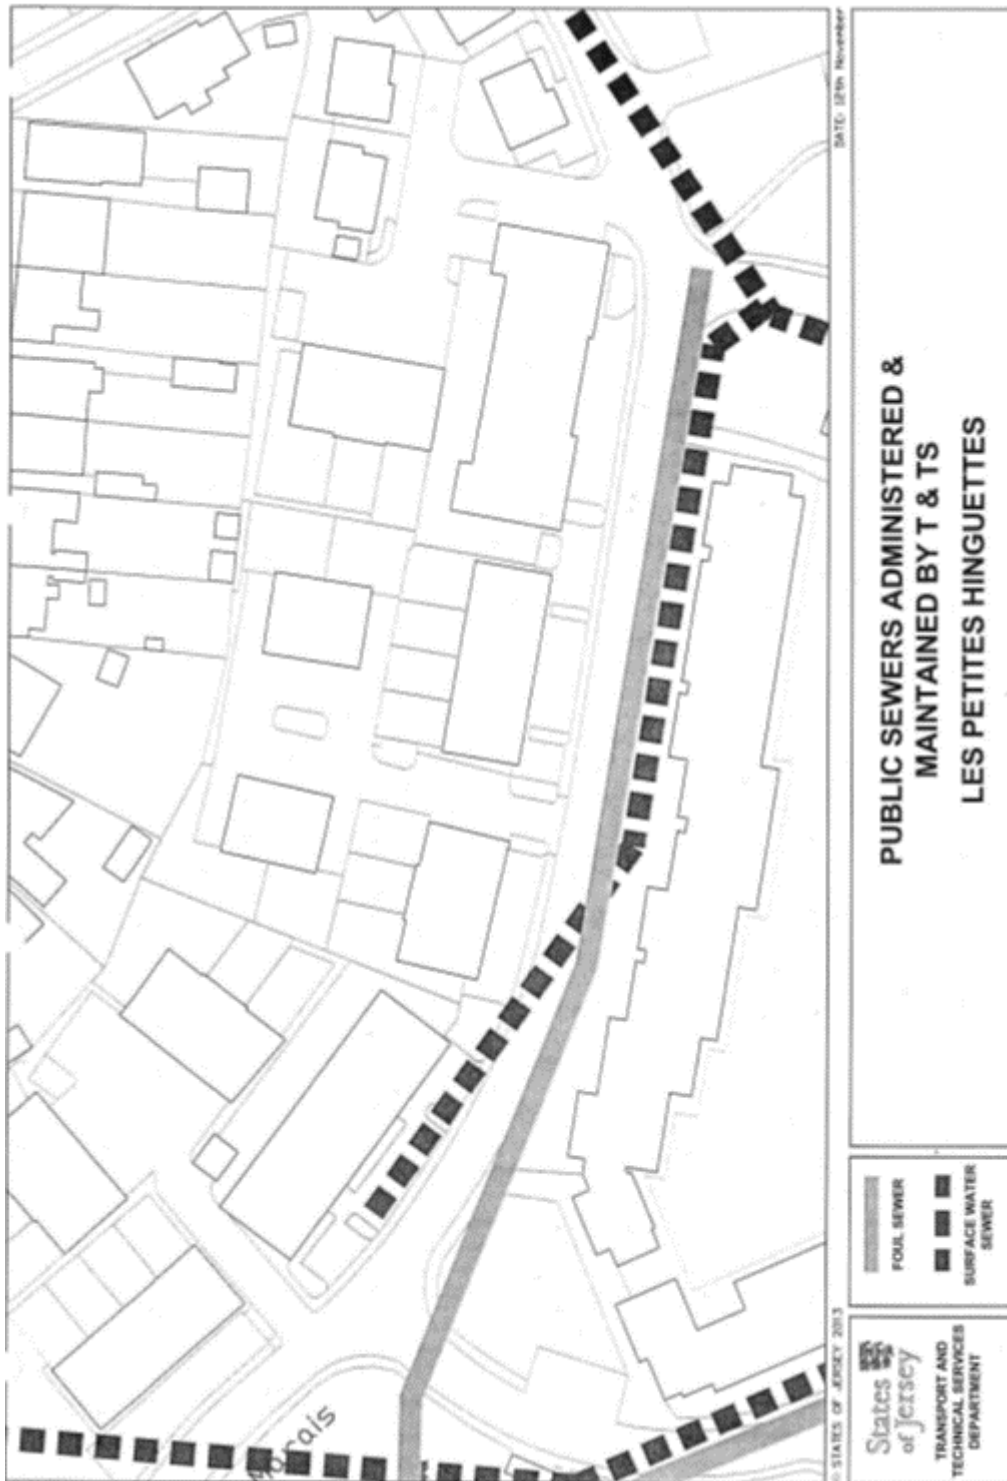 PUBLIC SEWERS ADMINISTERED &
MAINTAINED BY T & TS
LES PETITES HINGUETTES
FOUL SEWER
SURFACE WATER
SEWER
States
of Jersey
TRANSPORT AND
TECHNICAL SERVICES
DEPARTMENT
© STATES OF JERSEY 2013
DATE: 12th November